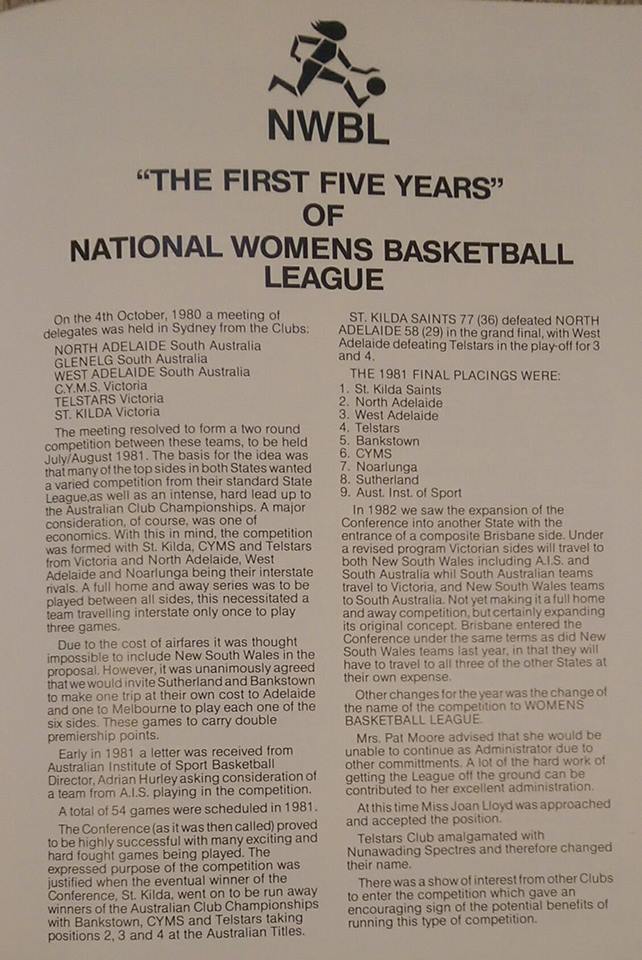 NWBL
“THE FIRST FIVE YEARS”
OF
NATIONAL WOMENS BASKETBALL
LEAGUE
On the 4th October, 1980 a meeting of
delegates was held in Sydney from the Clubs:
NORTH ADELAIDE South Australia
GLENELG South Australia
WEST ADELAIDE South Australia
C.Y.M.S. Victoria
TELSTARS Victoria
ST. KILDA Victoria
The meeting resolved to form a two round
competition between these teams, to be held
July/August 1981. The basis for the idea was
that many of the top sides in both States wanted
a varied competition from their standard State
League,as well as an intense, hard lead up to
the Australian Club Championships. A major
consideration, of course, was one of
economics. With this in mind, the competition
was formed with St. Kilda, CYMS and Telstars
from Victoria and North Adelaide, West
Adelaide and Noarlunga being their interstate
rivals. A full home and away series was to be
played between all sides, this necessitated a
team travelling interstate only once to play
three games.
Due to the cost of airfares it was thought
impossible to include New South Wales in the
proposal. However, it was unanimously agreed
that we would invite Sutherland and Bankstown
to make one trip at their own cost to Adelaide
and one to Melbourne to play each one of the
six sides. These games to carry double
premiership points.
Early in 1981 a letter was received from
Australian Institute of Sport Basketball
Director, Adrian Hurley asking consideration of
a team from A.I.S. playing in the competition.
A total of 54 games were scheduled in 1981.
The Conference (as it was then called) proved
to be highly successful with many exciting and
hard fought games being played. The
expressed purpose of the competition was
justified when the eventual winner of the
Conference, St. Kilda, went on to be run away
winners of the Australian Club Championships
with Bankstown, CYMS and Telstars taking
positions 2, 3 and 4 at the Australian Titles.
ST. KILDA SAINTS 77 (36) defeated NORTH
ADELAIDE 58 (29) in the grand final, with West
Adelaide defeating Telstars in the play-off for 3
and 4.
THE 1981 FINAL PLACINGS WERE:
1. St. Kilda Saints
2. North Adelaide
3. West Adelaide
4. Telstars
5. Bankstown
6. CYMS
7. Noarlunga
8. Sutherland
9. Aust. Inst. of Sport
In 1982 we saw the expansion of the
Conference into another State with the
entrance of a composite Brisbane side. Under
a revised program Victorian sides will travel to
both New South Wales including A.I.S. and
South Australia whil South Australian teams
travel to Victoria, and New South Wales teams
to South Australia. Not yet making it a full home
and away competition, but certainly expanding
its original concept. Brisbane entered the
Conference under the same terms as did New
South Wales teams last year, in that they will
have to travel to all three of the other States at
their own expense.
Other changes for the year was the change of
the name of the competition to WOMENS
BASKETBALL LEAGUE.
Mrs. Pat Moore advised that she would be
unable to continue as Administrator due to
other committments. A lot of the hard work of
getting the League off the ground can be
contributed to her excellent administration.
At this time Miss Joan Lloyd was approached
and accepted the position.
Telstars Club amalgamated with
Nunawading Spectres and therefore changed
their name.
There was a show of interest from other Clubs
to enter the competition which gave an
encouraging sign of the potential benefits of
running this type of competition.